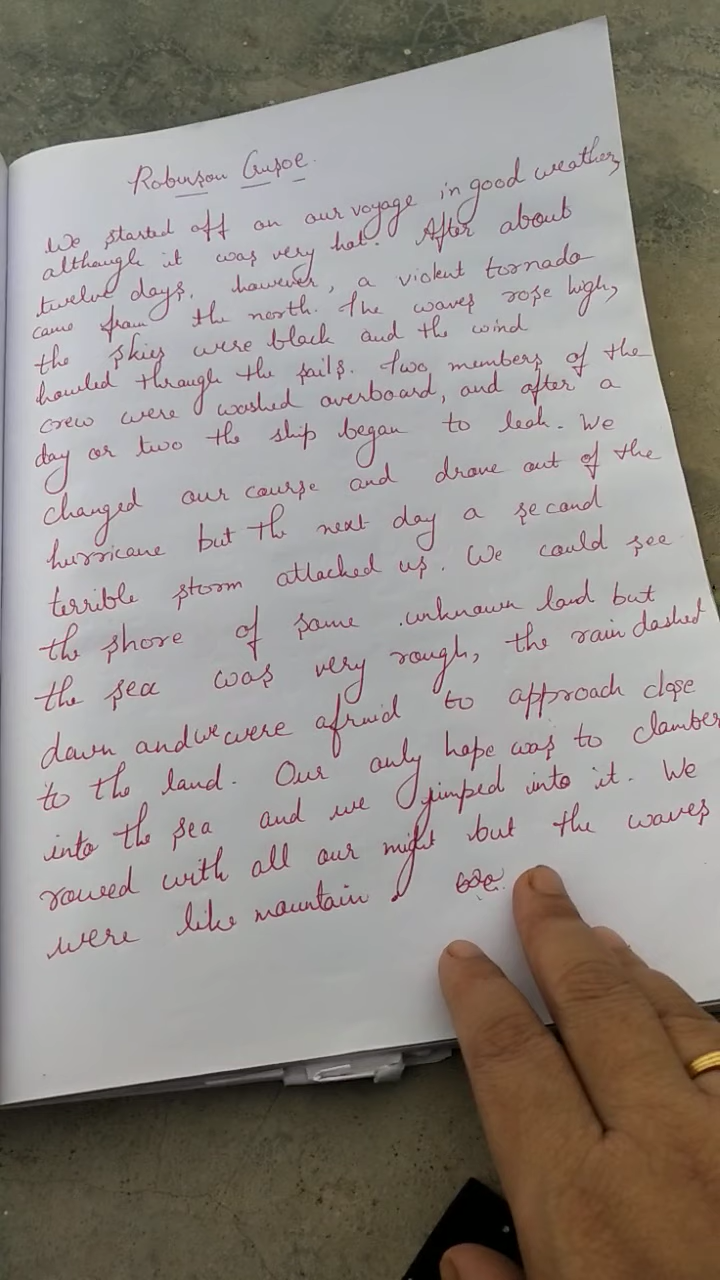 Robinson Crusoe.
We started off on our voyage in good weather,
although it was very hot. After about
twelve days, however, a violent tornado
came from the north. The waves rose high,
the skies were black and the wind
howled through the sails. Two members of the
crew were washed overboard, and after a
day or two the ship began to leak. We
changed our course and drove out of the
hurricane but the next day a second
terrible storm attacked us. We could see
the shore of some unknown land but
the sea was very rough, the rain dashed
down and we were afraid to approach close
to the land. Our only hope was to clamber
into the sea and we jumped into it. We
rowed with all our might but the waves
were like mountain.